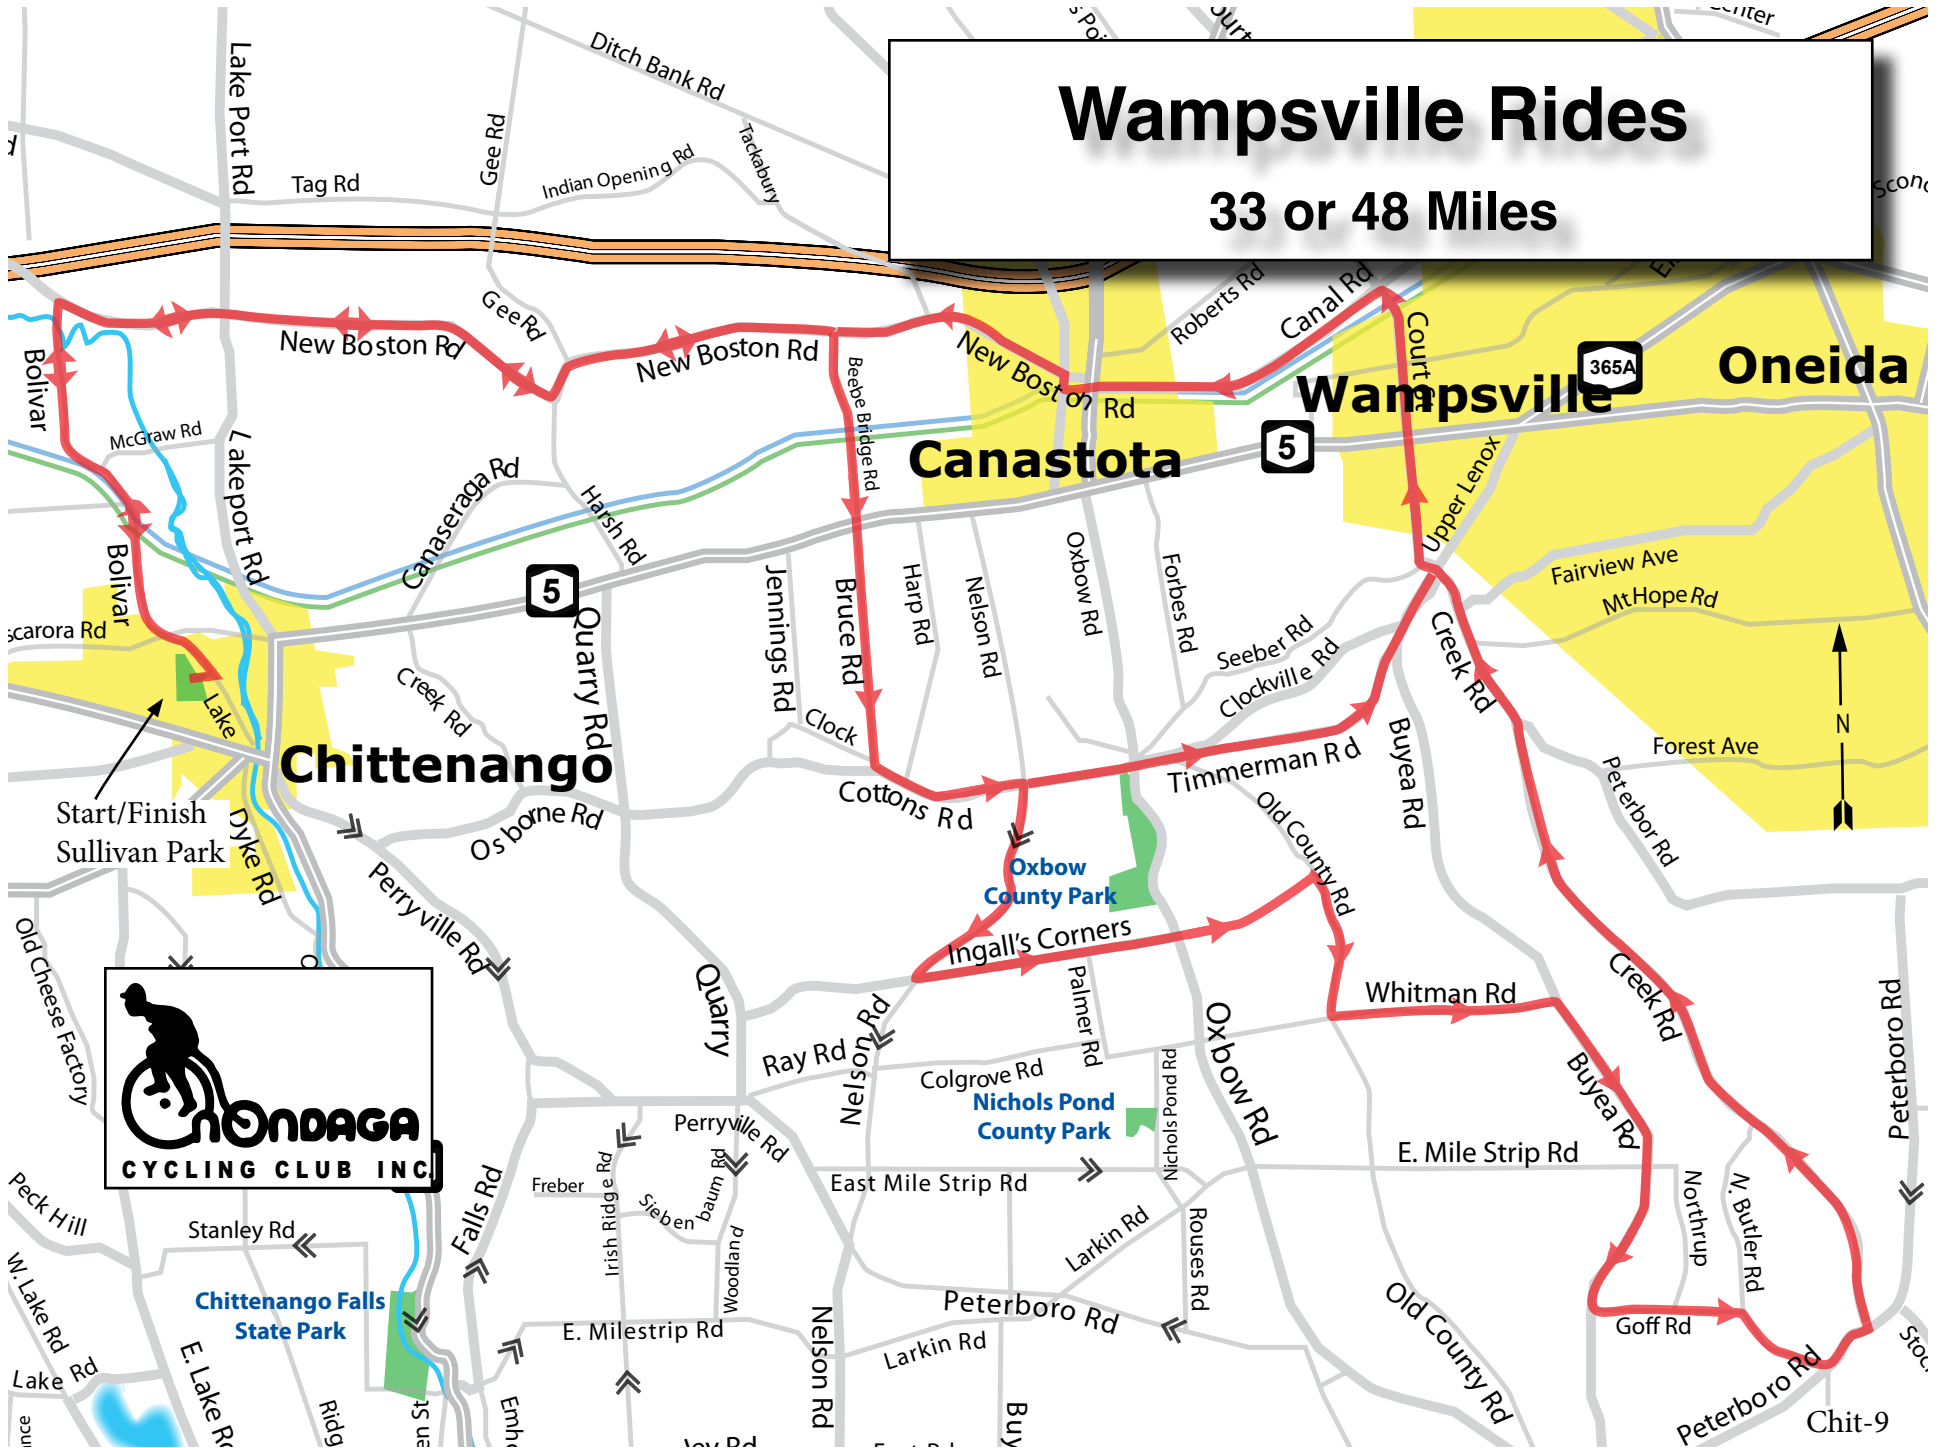 Wampsville Rides
33 or 48 Miles
Ditch Bank Rd
Lake Port Rd
Gee Rd
Tackabury
Indian Opening Rd
Tag Rd
Center
Roberts Rd
Canal Rd
Gee Rd
New Boston Rd
New Boston Rd
New Boston Rd
Bolivar
Beebe Bridge Rd
Court St
365A
Oneida
Wampsville
McGraw Rd
Lakeport Rd
Canastota
5
Canaseraga Rd
Harsh Rd
Upper Lenox
Bolivar
5
Jennings Rd
Bruce Rd
Harp Rd
Nelson Rd
Oxbow Rd
Forbes Rd
Fairview Ave
Mt Hope Rd
scarora Rd
Quarry Rd
Seeber Rd
Creek Rd
Clockville Rd
Creek Rd
Lake
Clock
Buyea Rd
N
Forest Ave
Chittenango
Timmerman Rd
Peterbor Rd
Cottons Rd
Old County Rd
Start/Finish
Sullivan Park
Osborne Rd
Dyke Rd
Perryville Rd
Oxbow
County Park
Ingall's Corners
Old Cheese Factory
Quarry
Palmer Rd
Whitman Rd
Creek Rd
Peterboro Rd
Nelson Rd
Oxbow Rd
Ray Rd
Colgrove Rd
Nichols Pond Rd
Buyea Rd
Nichols Pond
County Park
ONONDAGA
CYCLING CLUB INC.
Perryville Rd
E. Mile Strip Rd
East Mile Strip Rd
Freber
Irish Ridge Rd
Siebenbaum Rd
Falls Rd
Northrup
N. Butler Rd
Peck Hill
Stanley Rd
Larkin Rd
Rouses Rd
Woodland
W. Lake Rd
Chittenango Falls
State Park
Peterboro Rd
Old County Rd
E. Milestrip Rd
Goff Rd
Nelson Rd
Larkin Rd
Lake Rd
E. Lake Rd
Peterboro Rd
Chit-9